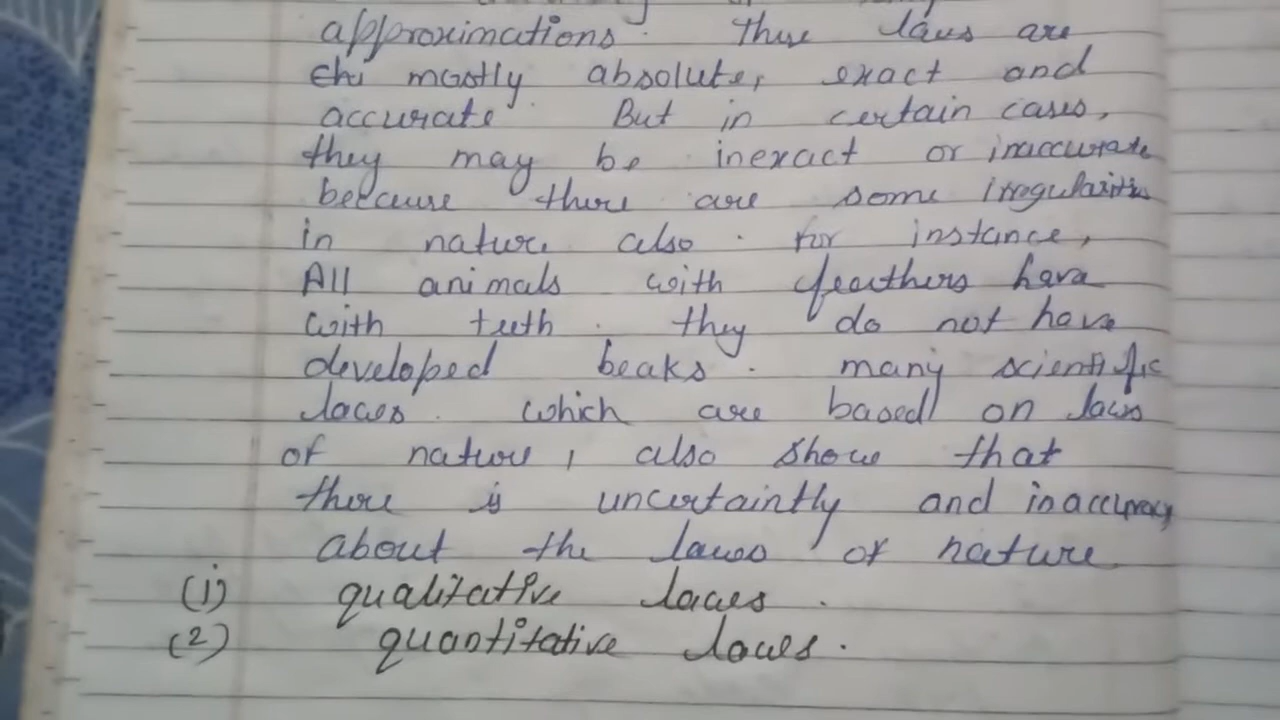 approximations. These laws are
mostly absolute, exact and
accurate. But in certain cases,
they may be inexact or inaccurate
because there are some irregularities
in nature also. For instance,
All animals with feathers have
with teeth. They do not have
developed beaks. many scientific
laws. which are based on laws
of nature, also show that
there is uncertaintly and inaccuracy
about the laws of nature
(i) qualitative laws.
(2) quantitative laws.